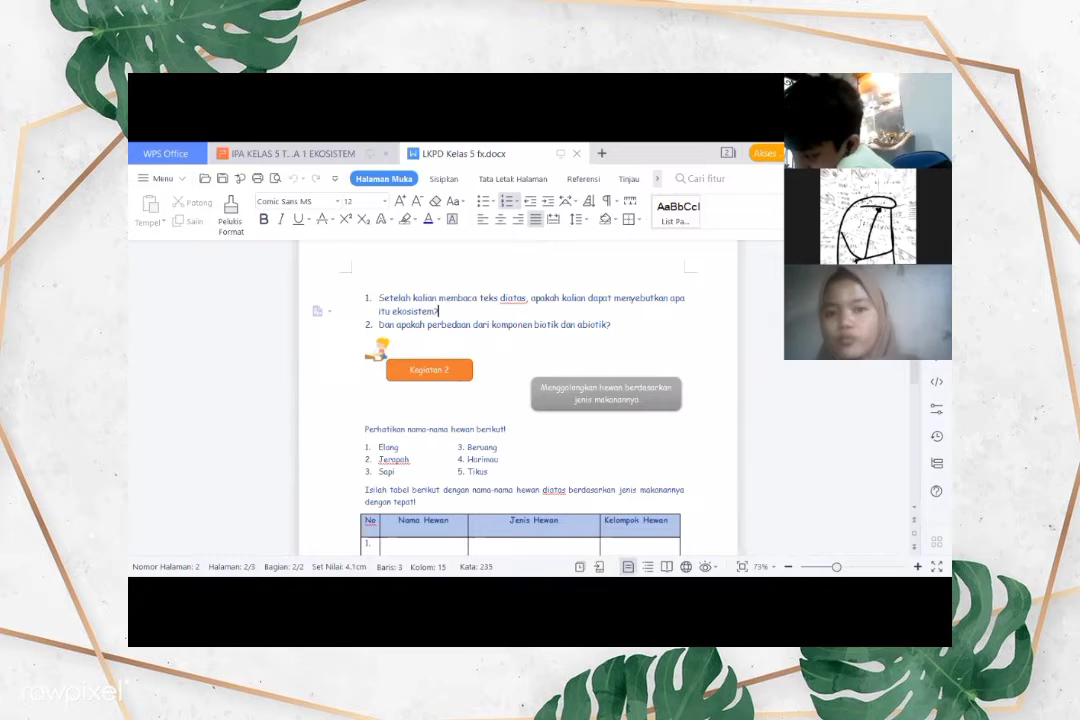 WPS Office
IPA KELAS 5 T...A 1 EKOSISTEM
LKPD Kelas 5 fx.docx
2
Akses
Menu
Halaman Muka
Sisipkan
Tata Letak Halaman
Referensi
Tinjau
Cari fitur
Tempel
Potong
Salin
Pelukis
Format
Comic Sans MS
12
AaBbCcI
List Pa...
1. Setelah kalian membaca teks diatas, apakah kalian dapat menyebutkan apa
itu ekosistem?
2. Dan apakah perbedaan dari komponen biotik dan abiotik?
Kegiatan 2
Menggolongkan hewan berdasarkan
jenis makanannya.
Perhatikan nama-nama hewan berikut!
1. Elang 3. Beruang
2. Jerapah 4. Harimau
3. Sapi 5. Tikus
Isilah tabel berikut dengan nama-nama hewan diatas berdasarkan jenis makanannya
dengan tepat!
No Nama Hewan Jenis Hewan Kelompok Hewan
1.
Nomor Halaman: 2 Halaman: 2/3 Bagian: 2/2 Set Nilai: 4.1cm Baris: 3 Kolom: 15 Kata: 235
73%
rawpixel